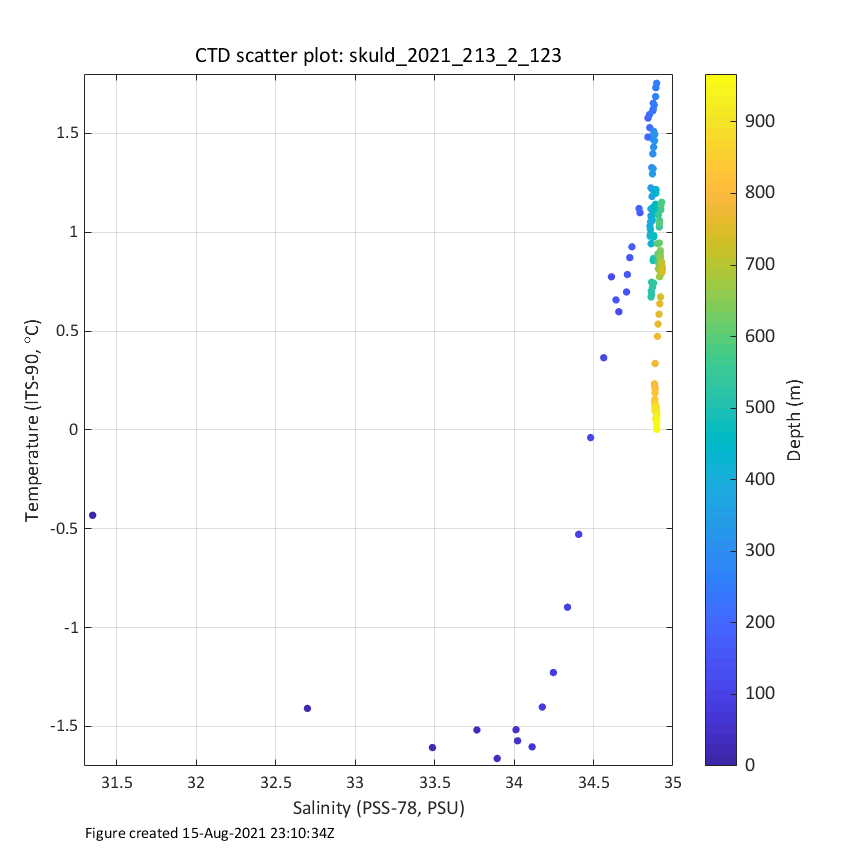 CTD scatter plot: skuld_2021_213_2_123
Temperature (ITS-90, °C)
1.5
1
0.5
0
-0.5
-1
-1.5
31.5 32 32.5 33 33.5 34 34.5 35
Salinity (PSS-78, PSU)
900
800
700
600
500
400
300
200
100
0
Depth (m)
Figure created 15-Aug-2021 23:10:34Z